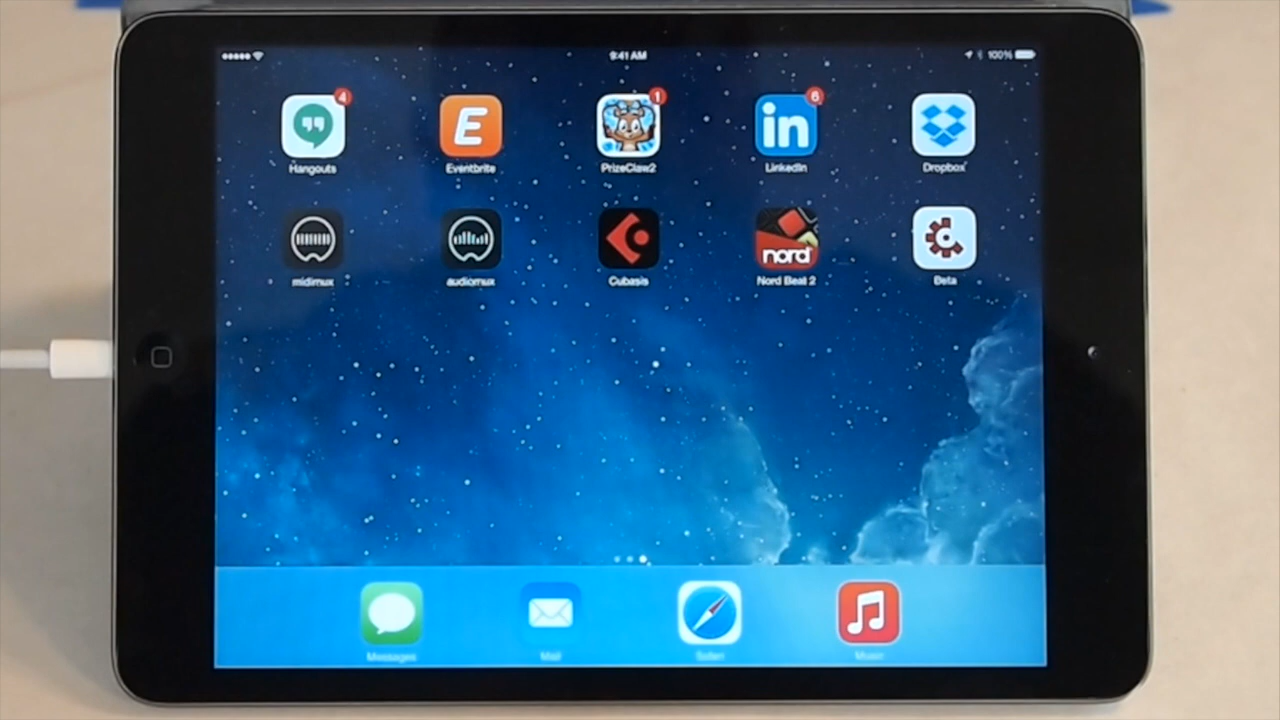 9:41 AM
100%
4
1
6
E
in
Hangouts
Eventbrite
PrizeClaw2
LinkedIn
Dropbox
nord
midimux
audiomux
Cubasis
Nord Beat 2
Beta
Messages
Mail
Safari
Music